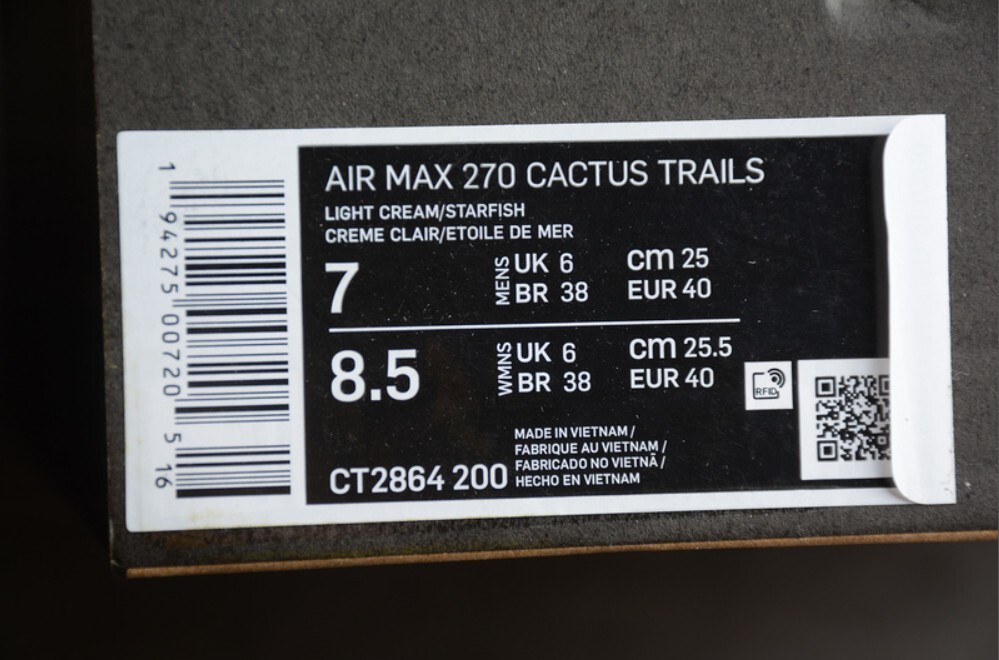 1 94275 00720 5 16
AIR MAX 270 CACTUS TRAILS
LIGHT CREAM/STARFISH
CREME CLAIR/ETOILE DE MER
7 MENS UK 6 cm 25
BR 38 EUR 40
8.5 WMNS UK 6 cm 25.5
BR 38 EUR 40
RFID
MADE IN VIETNAM /
FABRIQUE AU VIETNAM /
FABRICADO NO VIETNÃ /
CT2864 200 HECHO EN VIETNAM